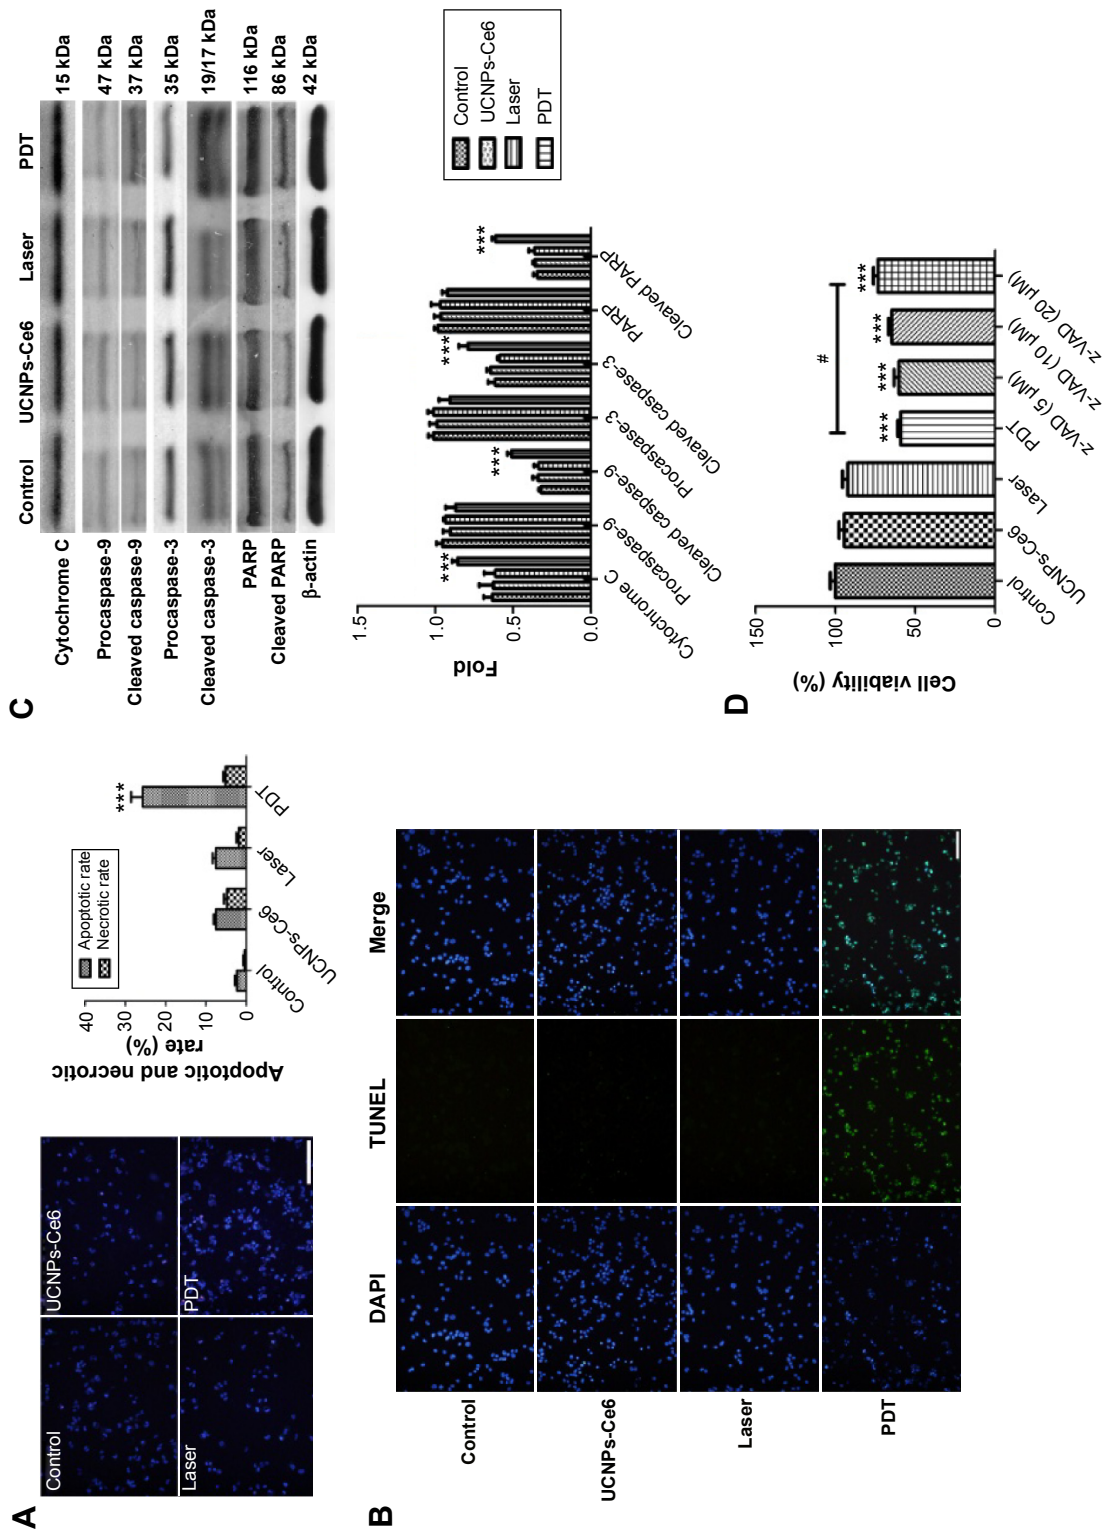 A
Control
UCNPs-Ce6
Laser
PDT
Apoptotic and necrotic
rate (%)
40
30
20
10
0
Apoptotic rate
Necrotic rate
***
Control
UCNPs-Ce6
Laser
PDT
B
DAPI
TUNEL
Merge
Control
UCNPs-Ce6
Laser
PDT
C
Control
UCNPs-Ce6
Laser
PDT
Cytochrome C
15 kDa
Procaspase-9
47 kDa
Cleaved caspase-9
37 kDa
Procaspase-3
35 kDa
Cleaved caspase-3
19/17 kDa
PARP
116 kDa
Cleaved PARP
86 kDa
β-actin
42 kDa
Fold
1.5
1.0
0.5
0.0
***
***
***
***
Cytochrome C
Procaspase-9
Cleaved caspase-9
Procaspase-3
Cleaved caspase-3
PARP
Cleaved PARP
Control
UCNPs-Ce6
Laser
PDT
D
Cell viability (%)
150
100
50
0
#
***
***
***
***
Control
UCNPs-Ce6
Laser
PDT
z-VAD (5 µM)
z-VAD (10 µM)
z-VAD (20 µM)